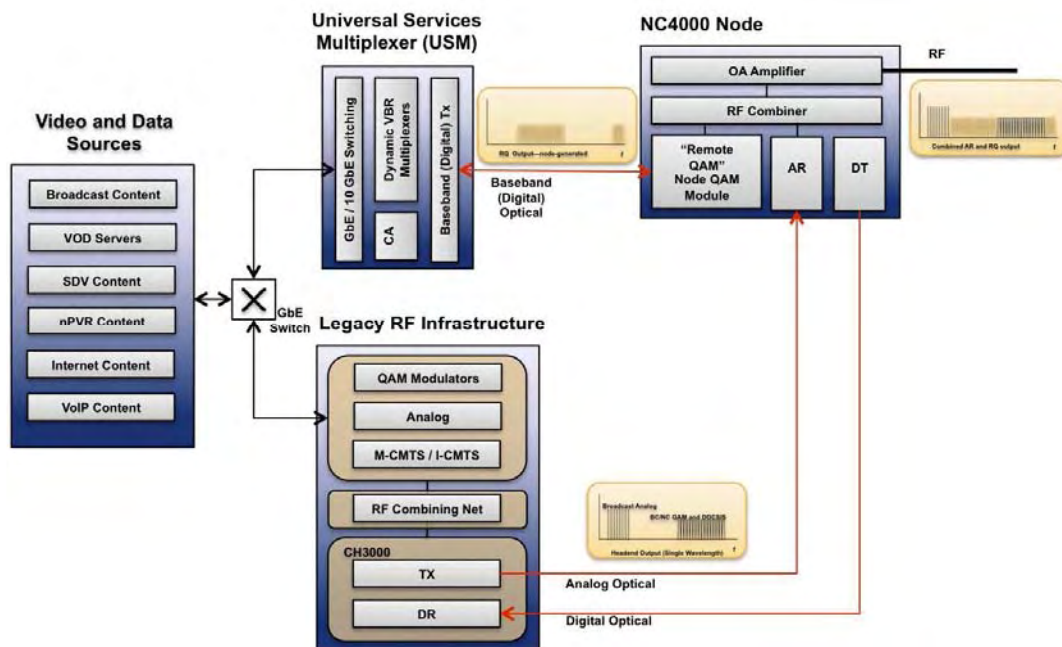 Universal Services
Multiplexer (USM)
NC4000 Node
Video and Data
Sources
Broadcast Content
VOD Servers
SDV Content
nPVR Content
Internet Content
VoIP Content
GbE
Switch
GbE / 10 GbE Switching
Dynamic VBR
Multiplexers
CA
Baseband (Digital) Tx
RQ Output—node-generated
f
Baseband
(Digital)
Optical
OA Amplifier
RF Combiner
"Remote
QAM"
Node QAM
Module
AR
DT
RF
Combined AR and RQ output
f
Legacy RF Infrastructure
QAM Modulators
Analog
M-CMTS / I-CMTS
RF Combining Net
CH3000
TX
DR
Broadcast Analog
BC/NC QAM and DOCSIS
Headend Output (Single Wavelength)
f
Analog Optical
Digital Optical